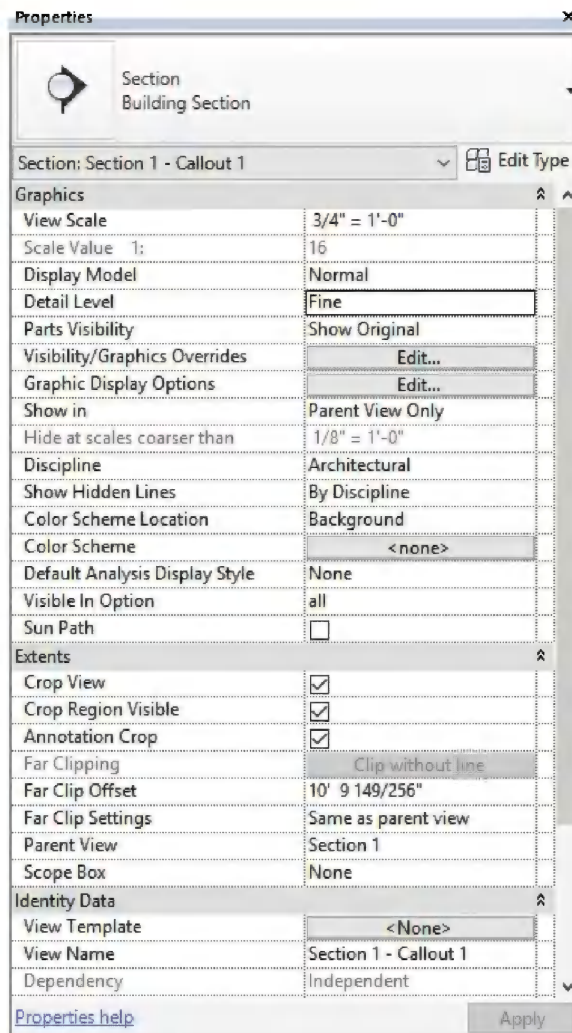 Properties
Section
Building Section
Section: Section 1 - Callout 1 Edit Type
Graphics
View Scale 3/4" = 1'-0"
Scale Value 1: 16
Display Model Normal
Detail Level Fine
Parts Visibility Show Original
Visibility/Graphics Overrides Edit...
Graphic Display Options Edit...
Show in Parent View Only
Hide at scales coarser than 1/8" = 1'-0"
Discipline Architectural
Show Hidden Lines By Discipline
Color Scheme Location Background
Color Scheme <none>
Default Analysis Display Style None
Visible In Option all
Sun Path
Extents
Crop View
Crop Region Visible
Annotation Crop
Far Clipping Clip without line
Far Clip Offset 10' 9 149/256"
Far Clip Settings Same as parent view
Parent View Section 1
Scope Box None
Identity Data
View Template <None>
View Name Section 1 - Callout 1
Dependency Independent
Properties help Apply